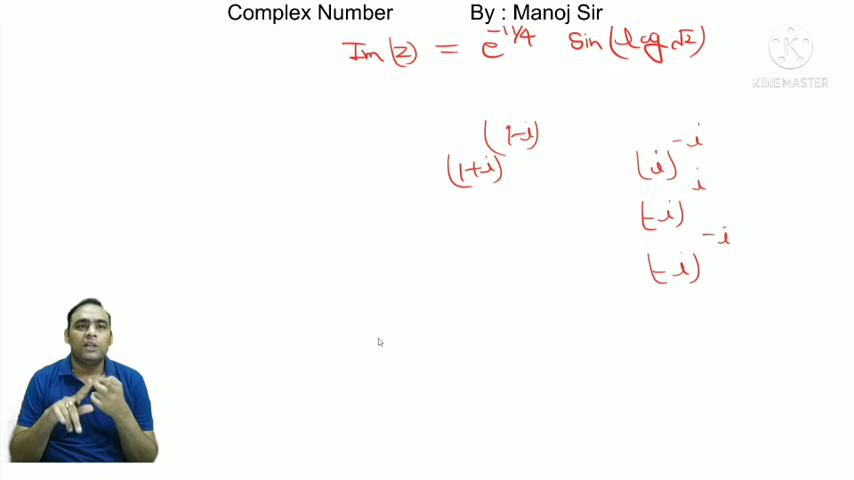 Complex Number By : Manoj Sir
Im(z) = e^{-π/4} Sin(log √2)
KINEMASTER
(1+i)^{(1-i)}
(i)^{-i}
(-i)^{i}
(-i)^{-i}